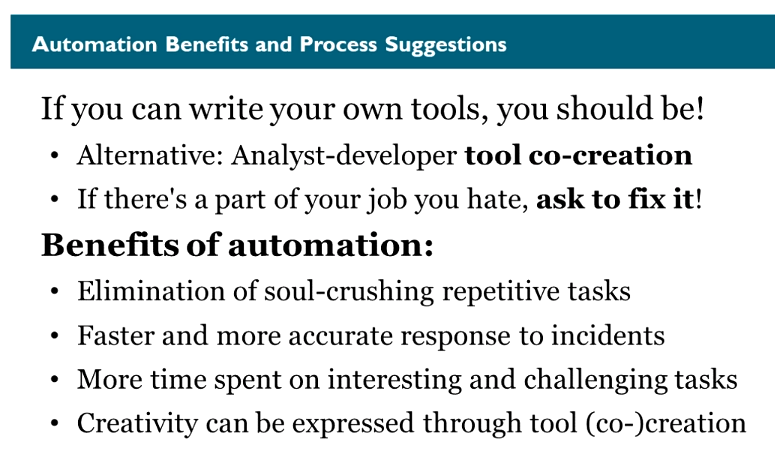 Automation Benefits and Process Suggestions
If you can write your own tools, you should be!
• Alternative: Analyst-developer tool co-creation
• If there's a part of your job you hate, ask to fix it!
Benefits of automation:
• Elimination of soul-crushing repetitive tasks
• Faster and more accurate response to incidents
• More time spent on interesting and challenging tasks
• Creativity can be expressed through tool (co-)creation